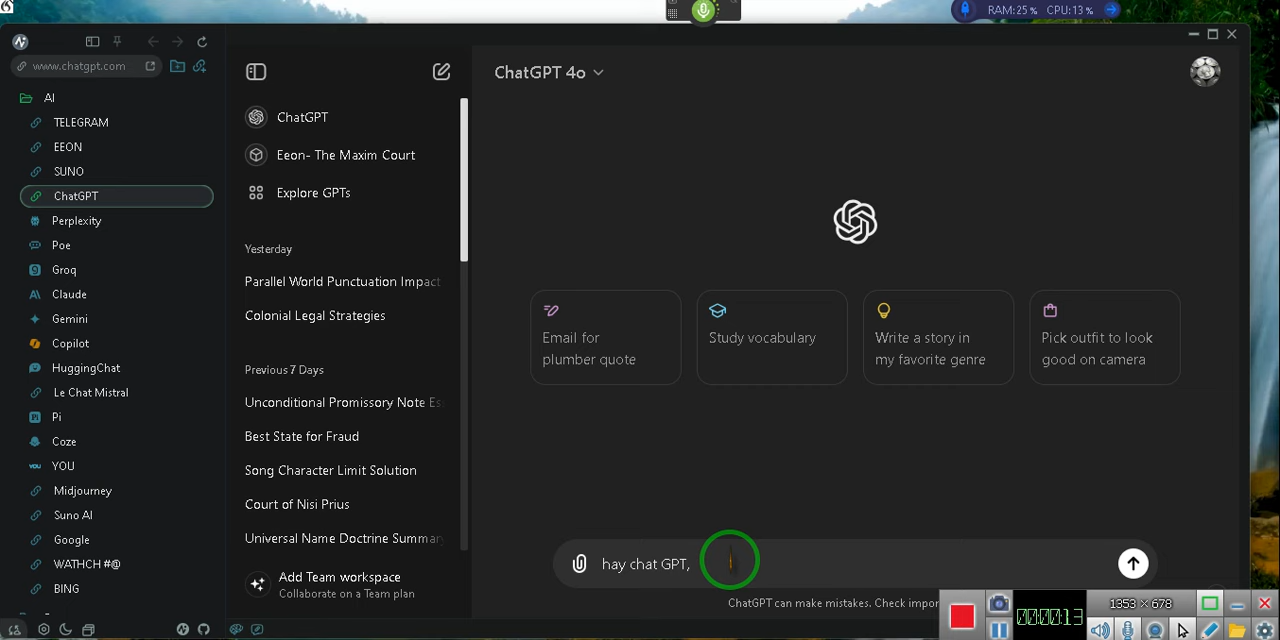 RAM:25% CPU:13%
www.chatgpt.com
AI
TELEGRAM
EEON
SUNO
ChatGPT
Perplexity
Poe
Groq
Claude
Gemini
Copilot
HuggingChat
Le Chat Mistral
Pi
Coze
YOU
Midjourney
Suno AI
Google
WATHCH #@
BING
ChatGPT
Eeon- The Maxim Court
Explore GPTs
Yesterday
Parallel World Punctuation Impact
Colonial Legal Strategies
Previous 7 Days
Unconditional Promissory Note Es
Best State for Fraud
Song Character Limit Solution
Court of Nisi Prius
Universal Name Doctrine Summary
Add Team workspace
Collaborate on a Team plan
ChatGPT 4o
Email for
plumber quote
Study vocabulary
Write a story in
my favorite genre
Pick outfit to look
good on camera
hay chat GPT,
ChatGPT can make mistakes. Check impor
000013
1353 × 678